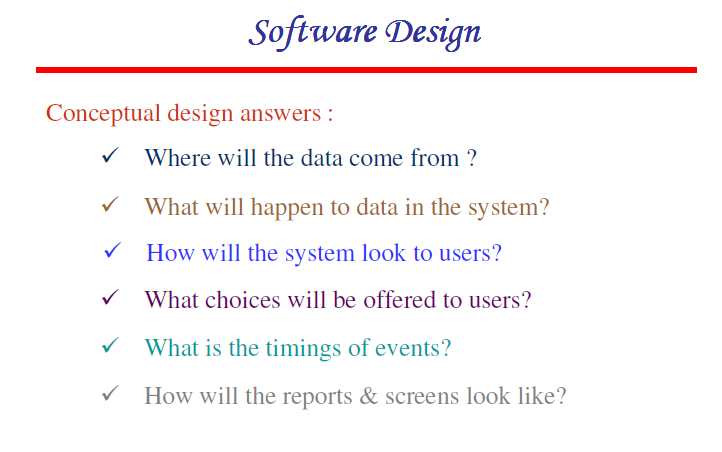 Software Design
Conceptual design answers :
✓ Where will the data come from ?
✓ What will happen to data in the system?
✓ How will the system look to users?
✓ What choices will be offered to users?
✓ What is the timings of events?
✓ How will the reports & screens look like?